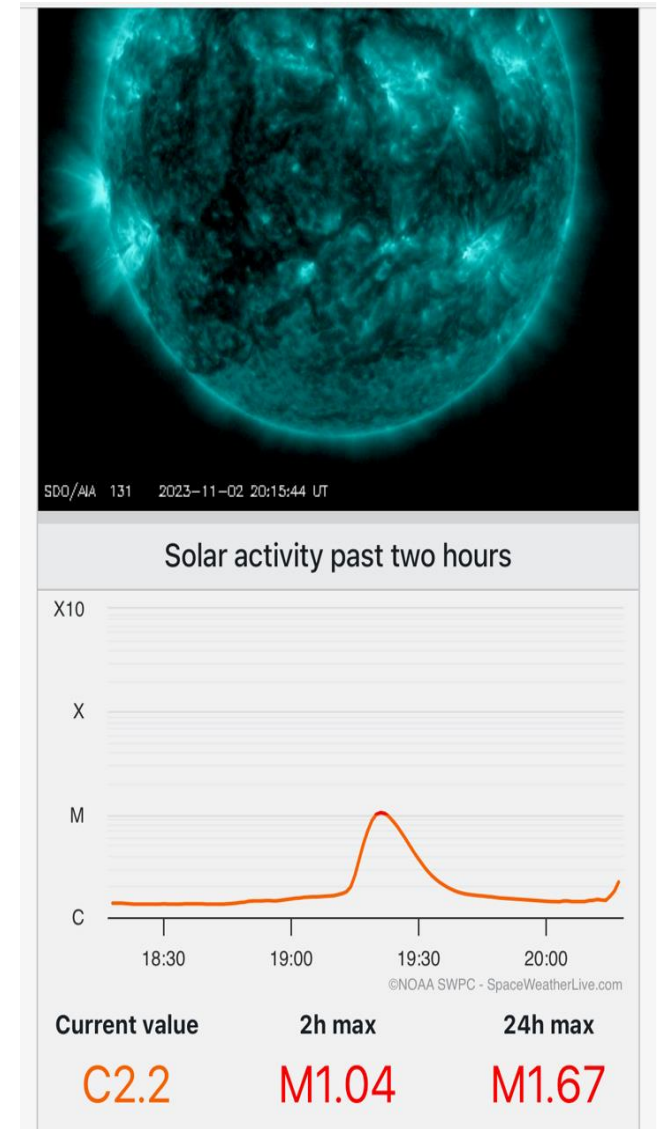 SDO/AIA 131 2023-11-02 20:15:44 UT
Solar activity past two hours
X10
X
M
C
18:30 19:00 19:30 20:00
©NOAA SWPC - SpaceWeatherLive.com
Current value 2h max 24h max
C2.2 M1.04 M1.67